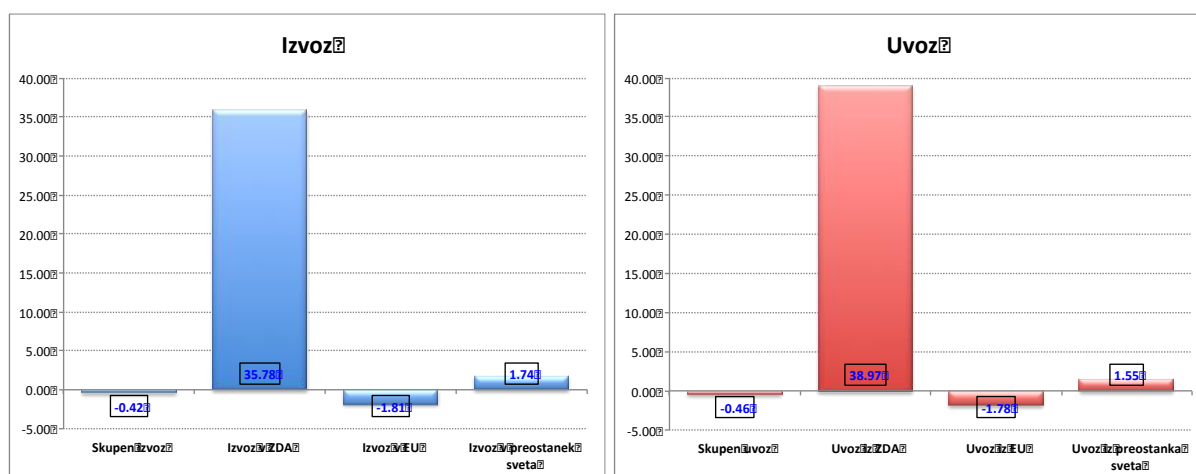 Izvoz
40.00
35.00
30.00
25.00
20.00
15.00
10.00
5.00
0.00
-5.00
-0.42
35.78
-1.81
1.74
Skupen izvoz
Izvoz v ZDA
Izvoz v EU
Izvoz v preostanek
sveta
Uvoz
40.00
35.00
30.00
25.00
20.00
15.00
10.00
5.00
0.00
-5.00
-0.46
38.97
-1.78
1.55
Skupen uvoz
Uvoz iz ZDA
Uvoz iz EU
Uvoz iz preostanka
sveta